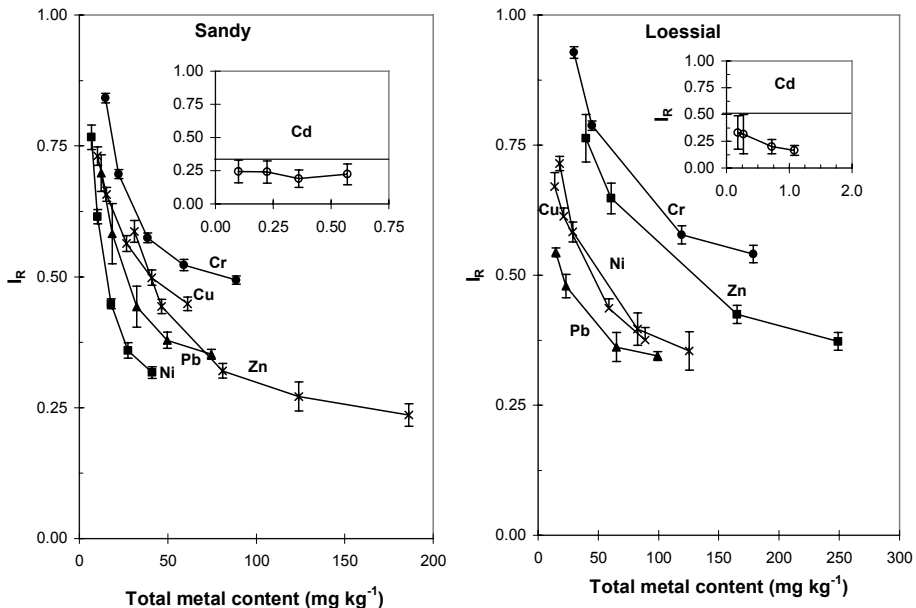 Sandy
1.00
0.75
0.50
0.25
0.00
I_R
0 50 100 150 200
Total metal content (mg kg⁻¹)
Cr
Cu
Zn
Pb
Ni
1.00
0.75
0.50
0.25
0.00
0.00 0.25 0.50 0.75
Cd
Loessial
1.00
0.75
0.50
0.25
0.00
I_R
0 50 100 150 200 250 300
Total metal content (mg kg⁻¹)
Cr
Cu
Ni
Zn
Pb
1.00
0.75
0.50
0.25
0.00
I_R
0.0 1.0 2.0
Cd